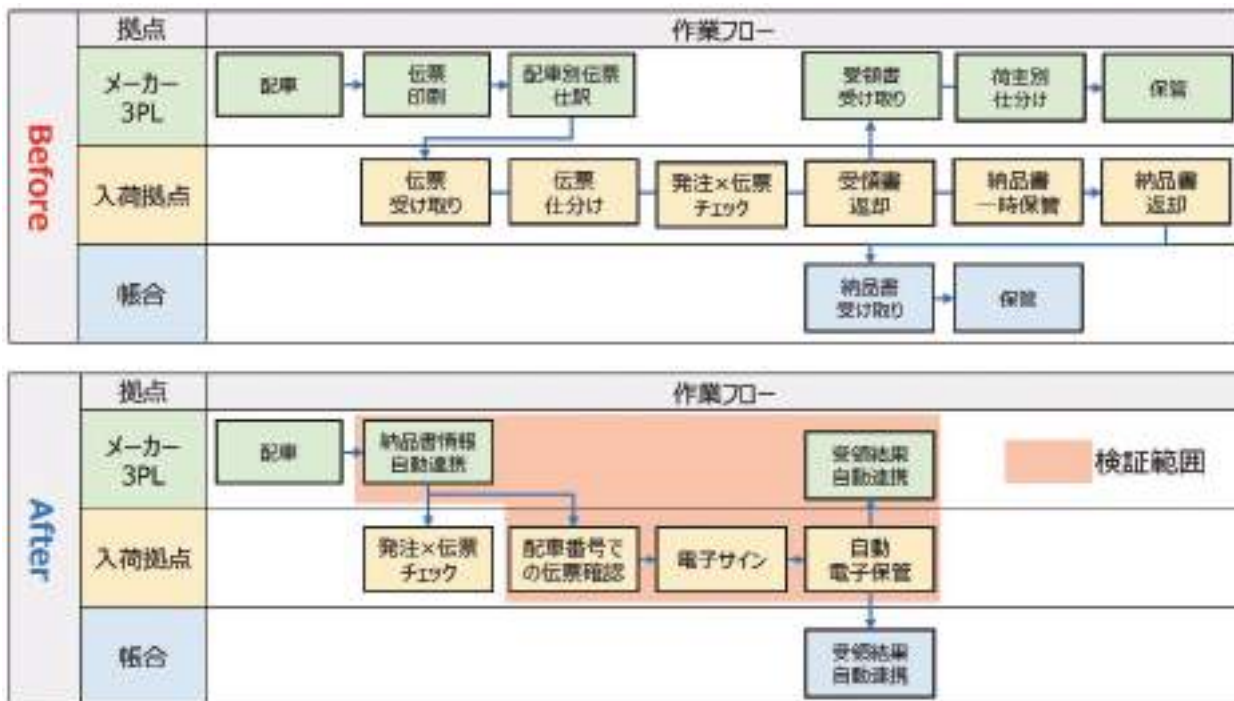 Before
拠点
作業フロー
メーカー
3PL
配車
伝票
印刷
配車別伝票
仕訳
受領書
受け取り
荷主別
仕分け
保管
入荷拠点
伝票
受け取り
伝票
仕分け
発注×伝票
チェック
受領書
返却
納品書
一時保管
納品書
返却
帳合
納品書
受け取り
保管
After
拠点
作業フロー
メーカー
3PL
配車
納品書情報
自動連携
受領結果
自動連携
検証範囲
入荷拠点
発注×伝票
チェック
配車番号で
の伝票確認
電子サイン
自動
電子保管
帳合
受領結果
自動連携